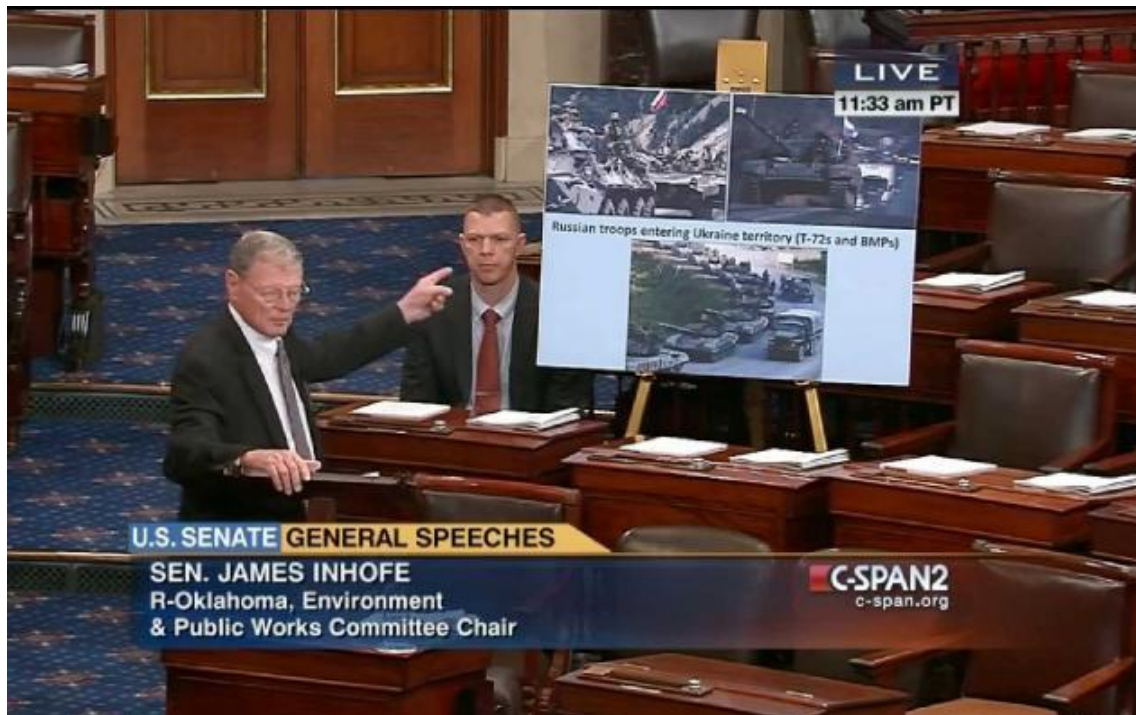 LIVE
11:33 am PT
Russian troops entering Ukraine territory (T-72s and BMPs)
U.S. SENATE GENERAL SPEECHES
SEN. JAMES INHOFE
R-Oklahoma, Environment
& Public Works Committee Chair
C-SPAN2
c-span.org